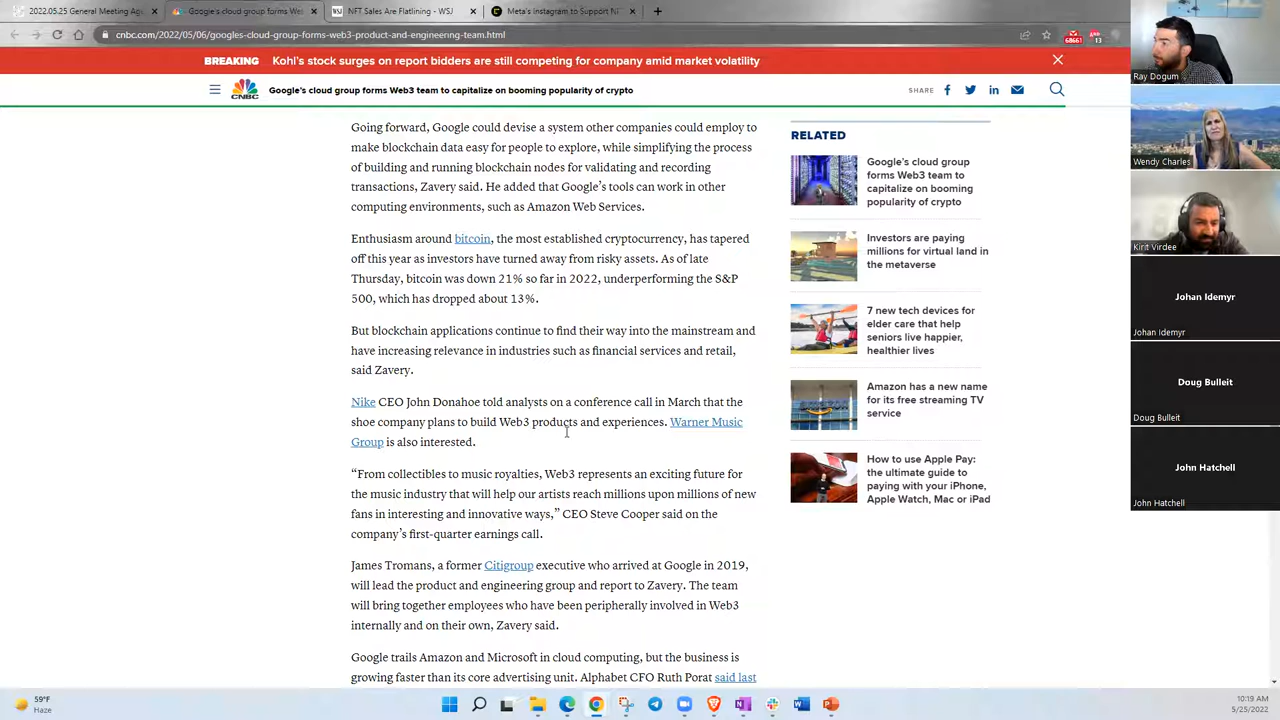 2022.05.25 General Meeting Age
Google's cloud group forms Web
NFT Sales Are Flatlining - WSJ
Meta's Instagram to Support NF
cnbc.com/2022/05/06/googles-cloud-group-forms-web3-product-and-engineering-team.html
BREAKING Kohl's stock surges on report bidders are still competing for company amid market volatility
CNBC
Google's cloud group forms Web3 team to capitalize on booming popularity of crypto
SHARE
Going forward, Google could devise a system other companies could employ to
make blockchain data easy for people to explore, while simplifying the process
of building and running blockchain nodes for validating and recording
transactions, Zavery said. He added that Google's tools can work in other
computing environments, such as Amazon Web Services.
Enthusiasm around bitcoin, the most established cryptocurrency, has tapered
off this year as investors have turned away from risky assets. As of late
Thursday, bitcoin was down 21% so far in 2022, underperforming the S&P
500, which has dropped about 13%.
But blockchain applications continue to find their way into the mainstream and
have increasing relevance in industries such as financial services and retail,
said Zavery.
Nike CEO John Donahoe told analysts on a conference call in March that the
shoe company plans to build Web3 products and experiences. Warner Music
Group is also interested.
“From collectibles to music royalties, Web3 represents an exciting future for
the music industry that will help our artists reach millions upon millions of new
fans in interesting and innovative ways,” CEO Steve Cooper said on the
company's first-quarter earnings call.
James Tromans, a former Citigroup executive who arrived at Google in 2019,
will lead the product and engineering group and report to Zavery. The team
will bring together employees who have been peripherally involved in Web3
internally and on their own, Zavery said.
Google trails Amazon and Microsoft in cloud computing, but the business is
growing faster than its core advertising unit. Alphabet CFO Ruth Porat said last
RELATED
Google's cloud group
forms Web3 team to
capitalize on booming
popularity of crypto
Investors are paying
millions for virtual land in
the metaverse
7 new tech devices for
elder care that help
seniors live happier,
healthier lives
Amazon has a new name
for its free streaming TV
service
How to use Apple Pay:
the ultimate guide to
paying with your iPhone,
Apple Watch, Mac or iPad
Ray Dogum
Wendy Charles
Kirit Virdee
Johan Idemyr
Johan Idemyr
Doug Bulleit
Doug Bulleit
John Hatchell
John Hatchell
59°F
Haze
10:19 AM
5/25/2022